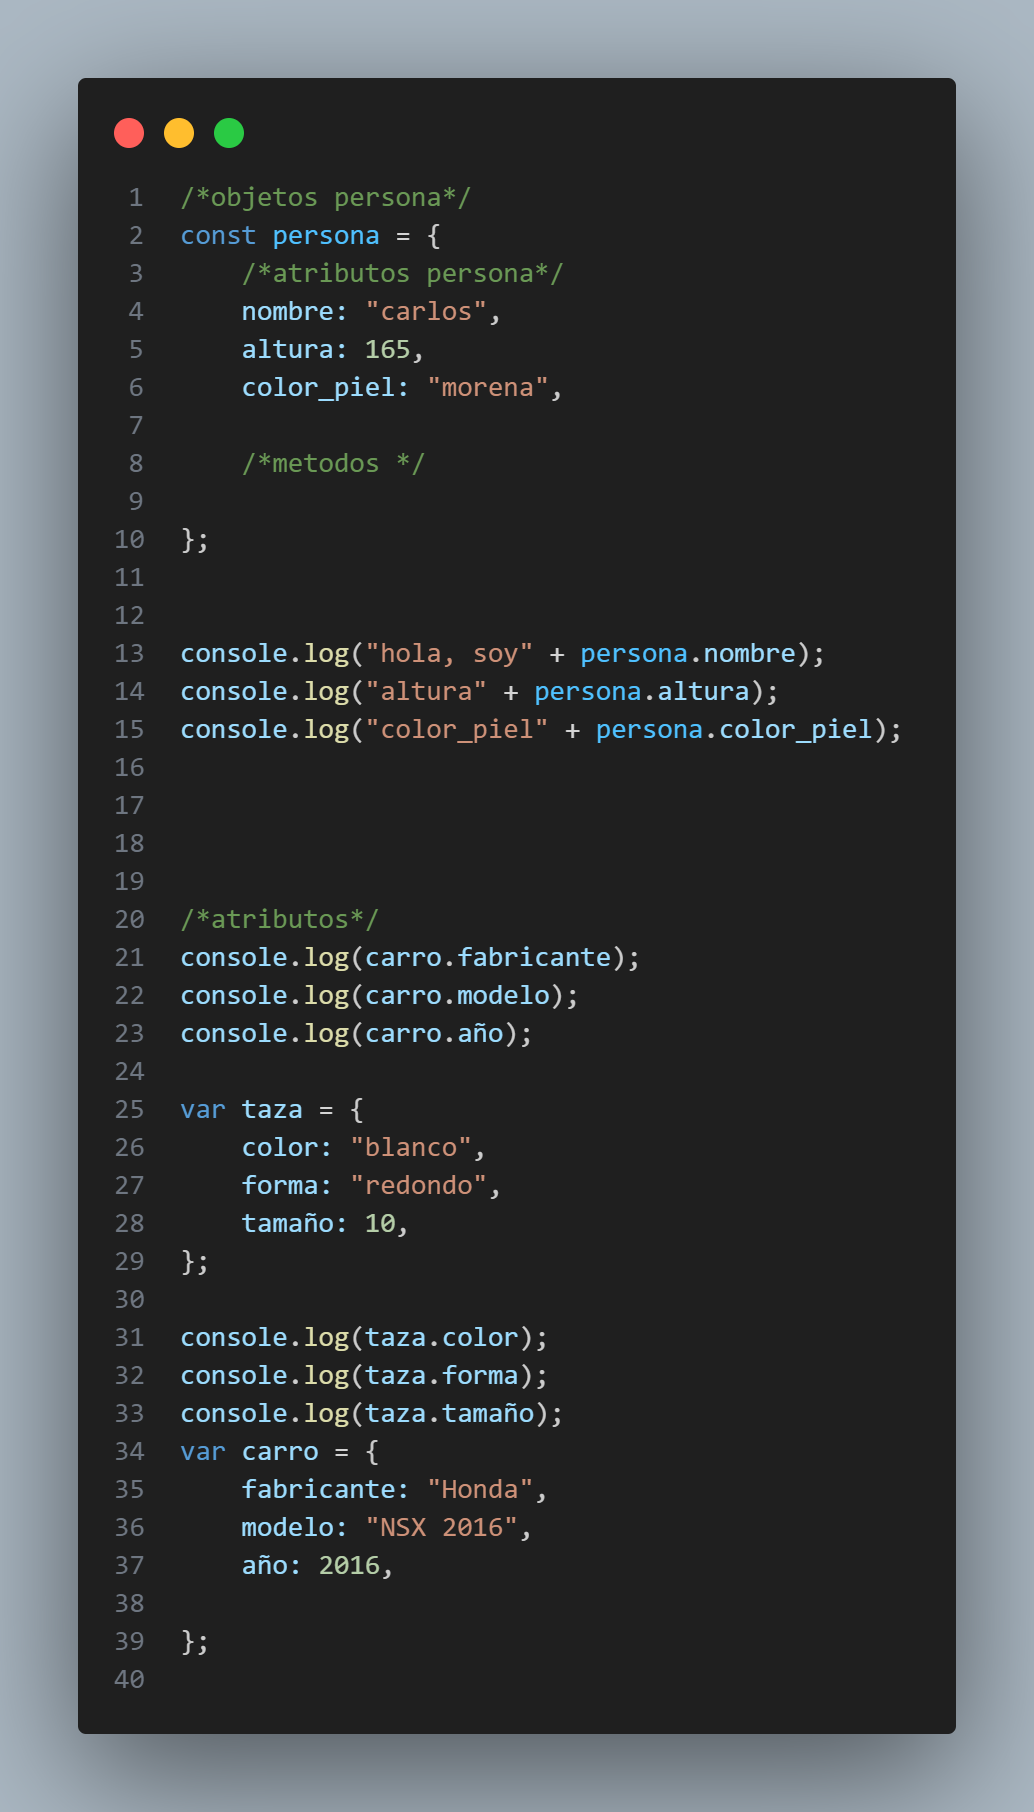 1 /*objetos persona*/
2 const persona = {
3     /*atributos persona*/
4     nombre: "carlos",
5     altura: 165,
6     color_piel: "morena",
7
8     /*metodos */
9
10 };
11
12
13 console.log("hola, soy" + persona.nombre);
14 console.log("altura" + persona.altura);
15 console.log("color_piel" + persona.color_piel);
16
17
18
19
20 /*atributos*/
21 console.log(carro.fabricante);
22 console.log(carro.modelo);
23 console.log(carro.año);
24
25 var taza = {
26     color: "blanco",
27     forma: "redondo",
28     tamaño: 10,
29 };
30
31 console.log(taza.color);
32 console.log(taza.forma);
33 console.log(taza.tamaño);
34 var carro = {
35     fabricante: "Honda",
36     modelo: "NSX 2016",
37     año: 2016,
38
39 };
40